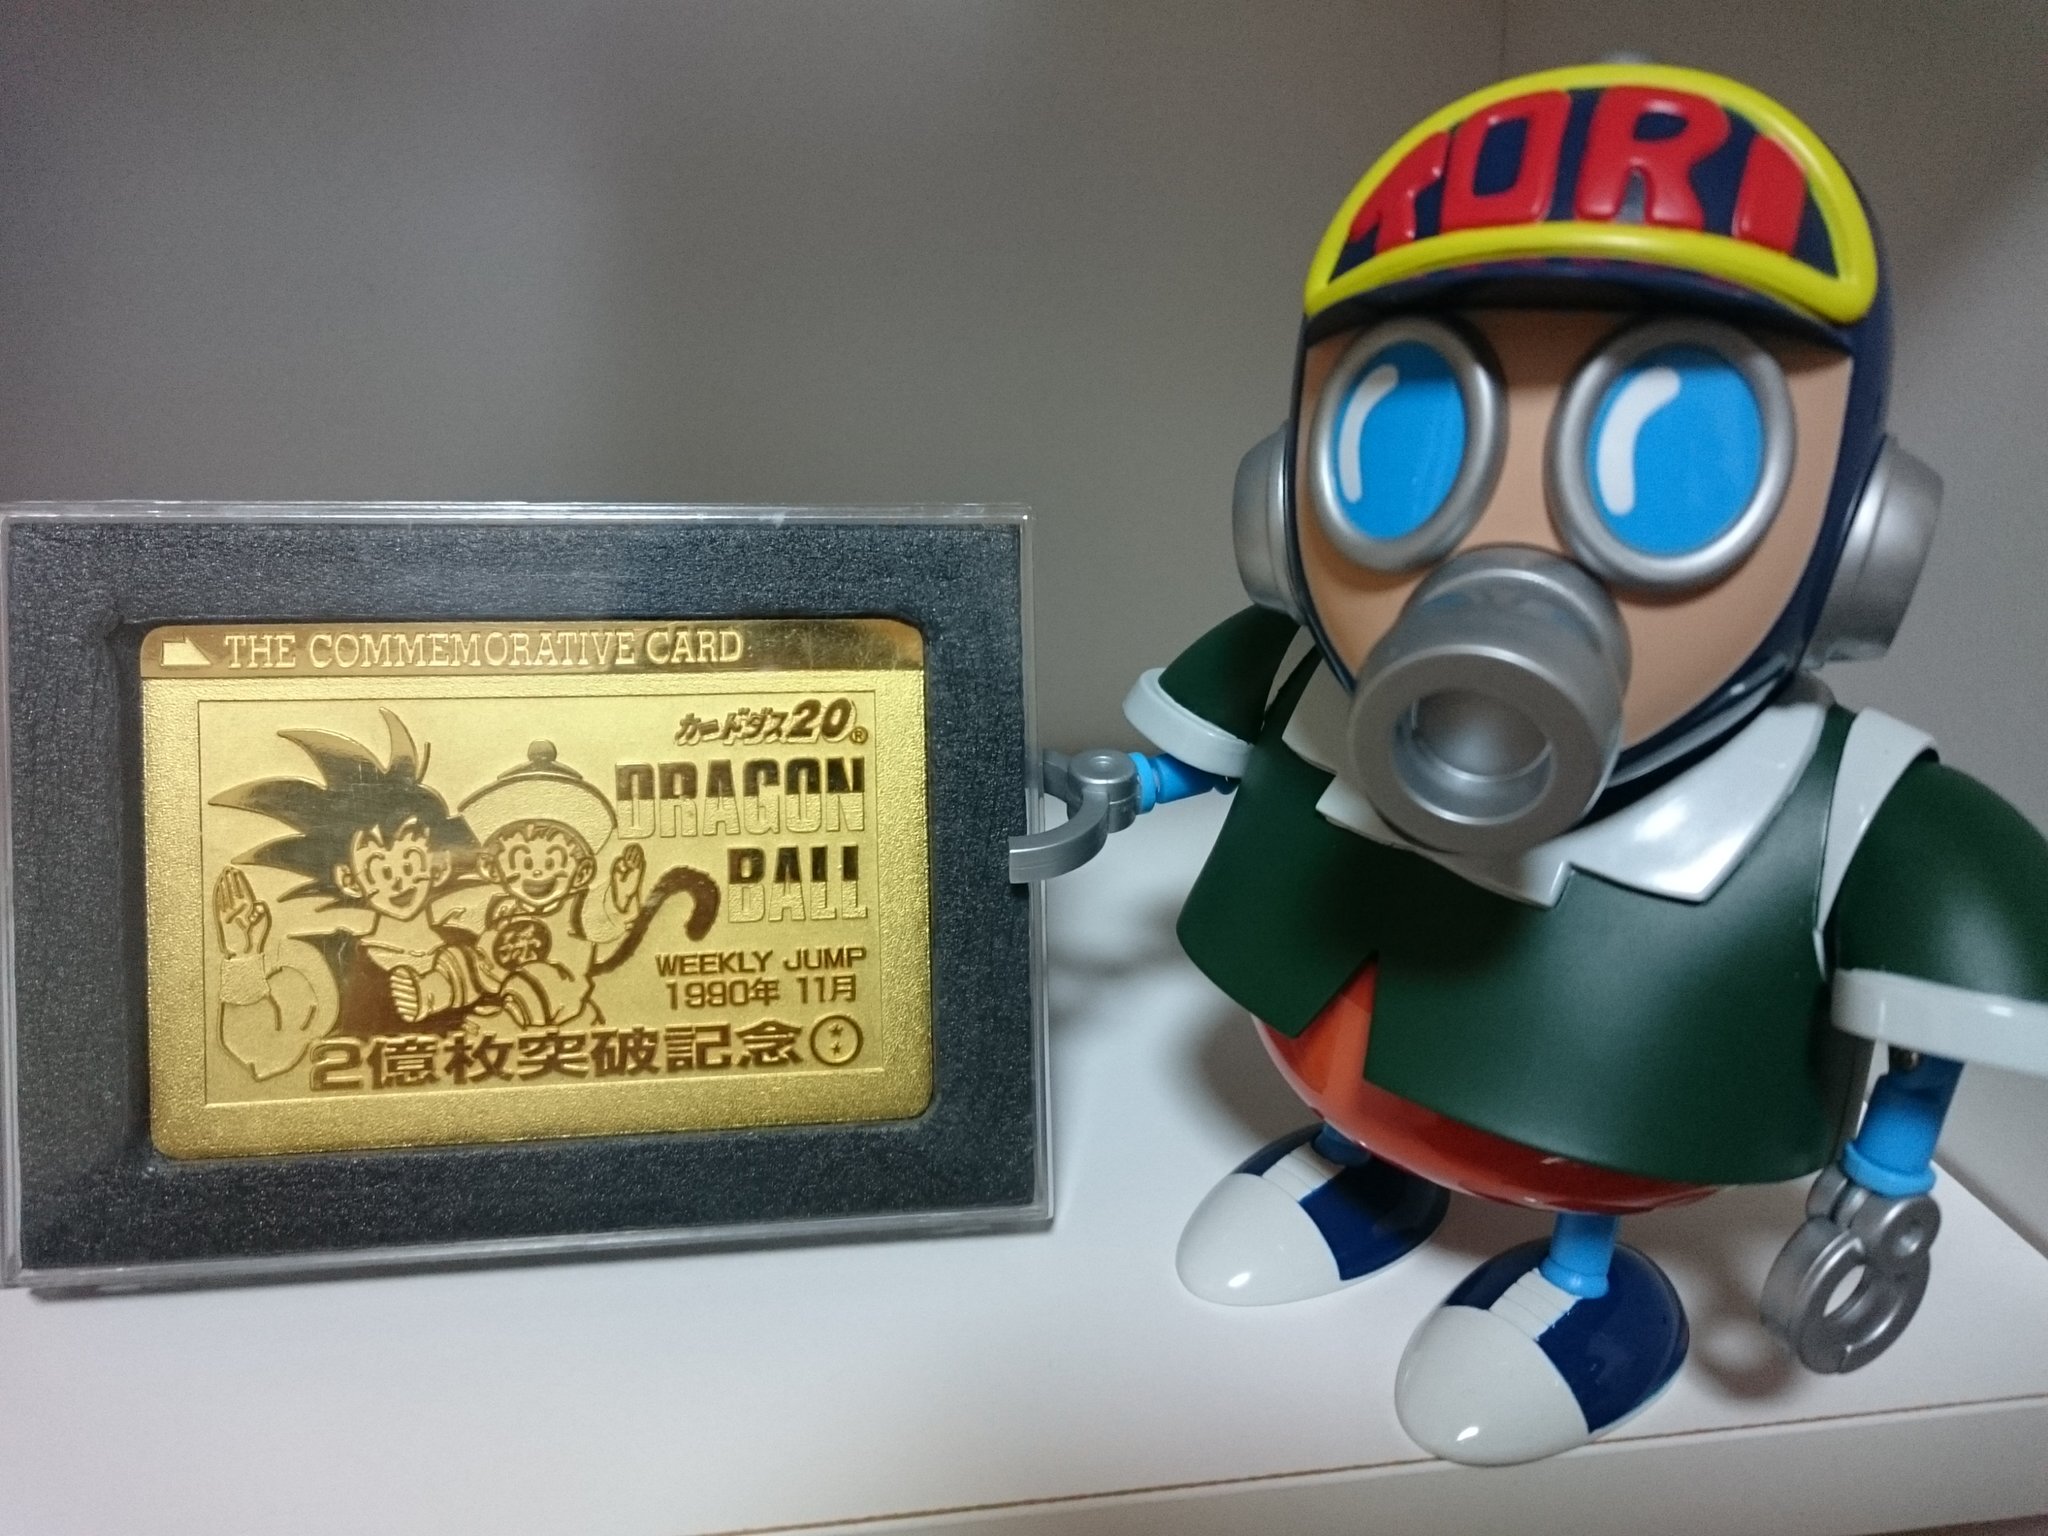 TORI
THE COMMEMORATIVE CARD
カードダス20®
DRAGON
BALL
WEEKLY JUMP
1990年 11月
2億枚突破記念